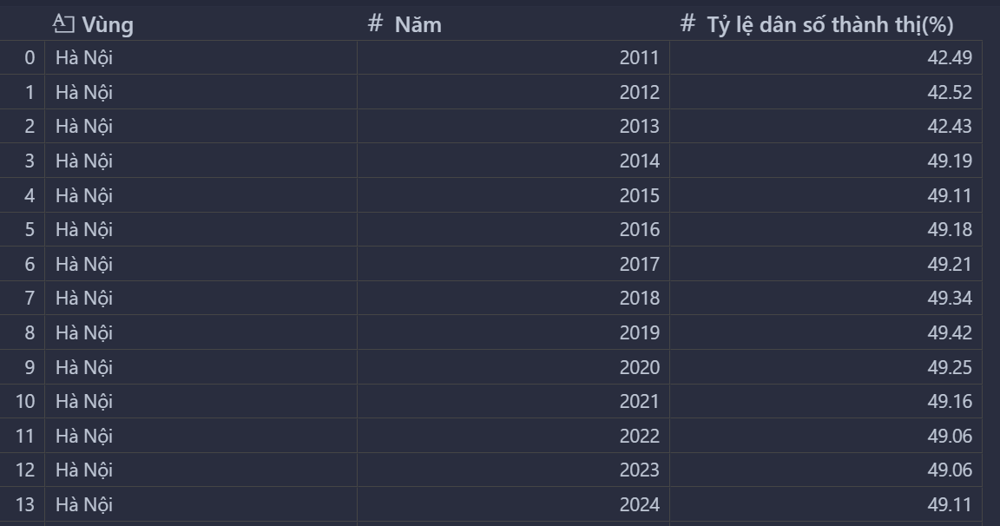 Vùng # Năm # Tỷ lệ dân số thành thị(%)
0 Hà Nội 2011 42.49
1 Hà Nội 2012 42.52
2 Hà Nội 2013 42.43
3 Hà Nội 2014 49.19
4 Hà Nội 2015 49.11
5 Hà Nội 2016 49.18
6 Hà Nội 2017 49.21
7 Hà Nội 2018 49.34
8 Hà Nội 2019 49.42
9 Hà Nội 2020 49.25
10 Hà Nội 2021 49.16
11 Hà Nội 2022 49.06
12 Hà Nội 2023 49.06
13 Hà Nội 2024 49.11